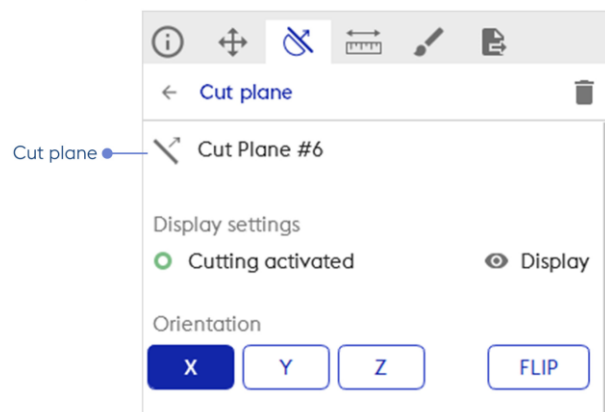 Cut plane
Cut plane
Cut Plane #6
Display settings
Cutting activated Display
Orientation
X Y Z FLIP